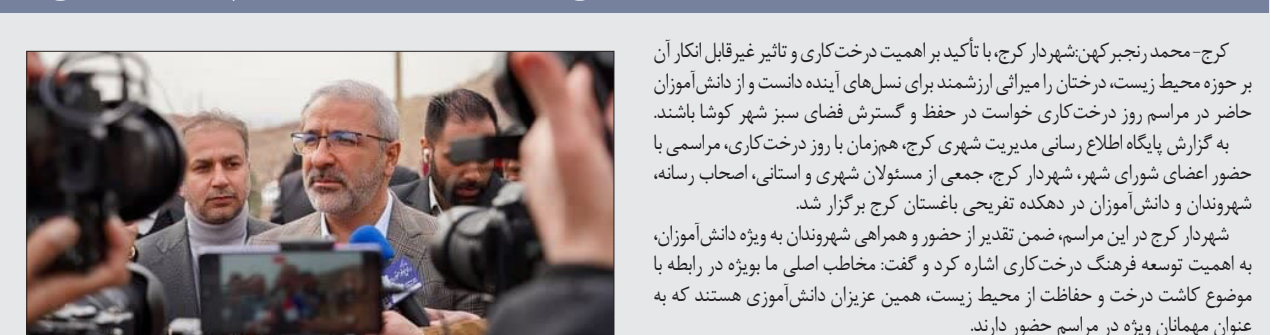 کرج- محمد رنجبر کهن:شهردار کرج، با تأکید بر اهمیت درخت‌کاری و تاثیر غیرقابل انکار آن
بر حوزه محیط زیست، درختان را میراثی ارزشمند برای نسل‌های آینده دانست و از دانش‌آموزان
حاضر در مراسم روز درخت‌کاری خواست در حفظ و گسترش فضای سبز شهر کوشا باشند.
به گزارش پایگاه اطلاع رسانی مدیریت شهری کرج، هم‌زمان با روز درخت‌کاری، مراسمی با
حضور اعضای شورای شهر، شهردار کرج، جمعی از مسئولان شهری و استانی، اصحاب رسانه،
شهروندان و دانش‌آموزان در دهکده تفریحی باغستان کرج برگزار شد.
شهردار کرج در این مراسم، ضمن تقدیر از حضور و همراهی شهروندان به ویژه دانش‌آموزان،
به اهمیت توسعه فرهنگ درخت‌کاری اشاره کرد و گفت: مخاطب اصلی ما بویژه در رابطه با
موضوع کاشت درخت و حفاظت از محیط زیست، همین عزیزان دانش‌آموزی هستند که به
عنوان مهمانان ویژه در مراسم حضور دارند.